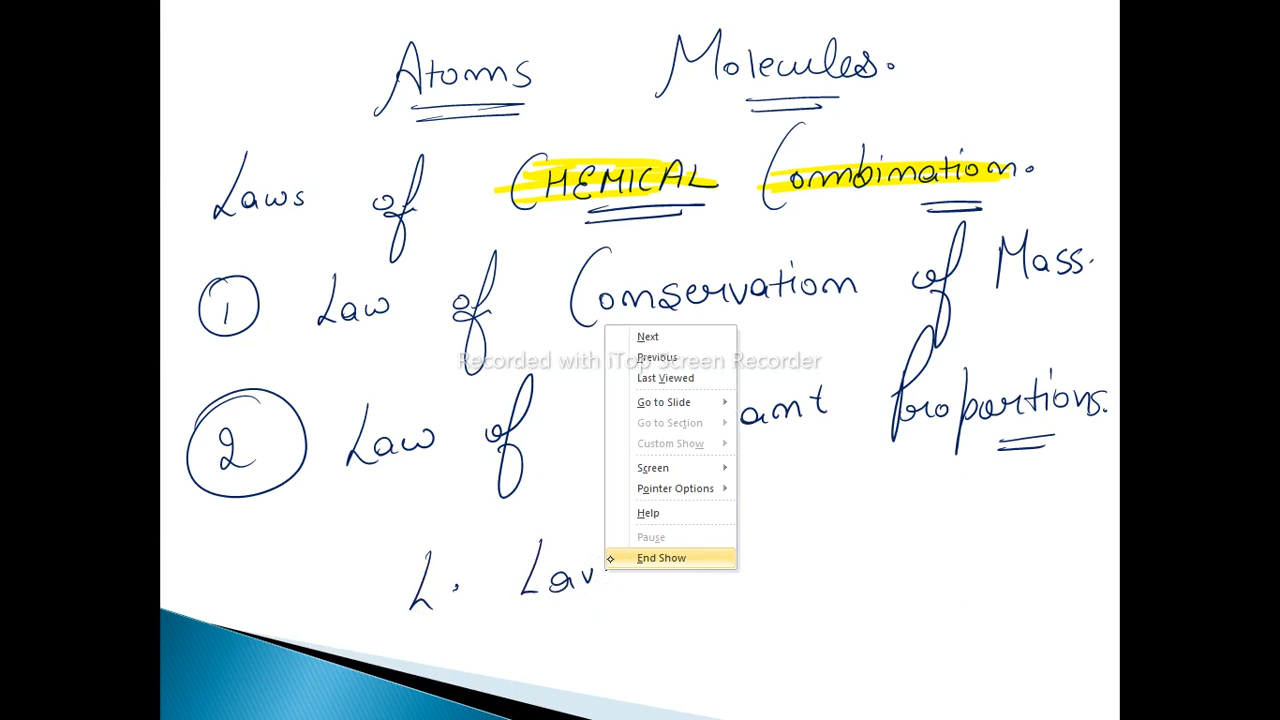 Atoms Molecules.
Laws of CHEMICAL Combination.
1 Law of Conservation of Mass.
Next
Recorded with iTop Screen Recorder
Previous
Last Viewed
Go to Slide
2 Law of ant proportions.
Go to Section
Custom Show
Screen
Pointer Options
Help
Pause
End Show
L. Lav